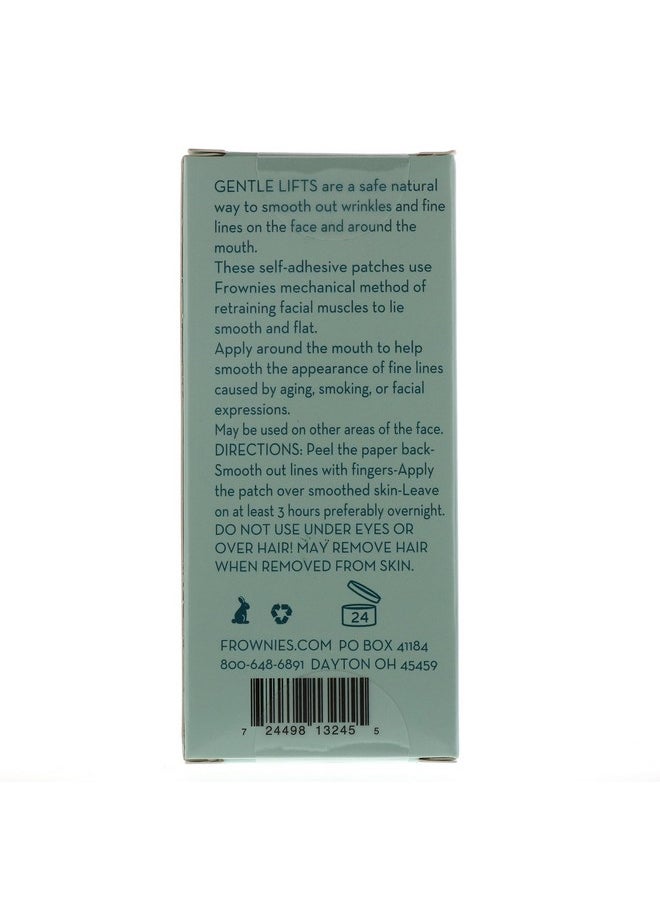 GENTLE LIFTS are a safe natural
way to smooth out wrinkles and fine
lines on the face and around the
mouth.
These self-adhesive patches use
Frownies mechanical method of
retraining facial muscles to lie
smooth and flat.
Apply around the mouth to help
smooth the appearance of fine lines
caused by aging, smoking, or facial
expressions.
May be used on other areas of the face.
DIRECTIONS: Peel the paper back-
Smooth out lines with fingers-Apply
the patch over smoothed skin-Leave
on at least 3 hours preferably overnight.
DO NOT USE UNDER EYES OR
OVER HAIR! MAY REMOVE HAIR
WHEN REMOVED FROM SKIN.
24
FROWNIES.COM PO BOX 41184
800-648-6891 DAYTON OH 45459
7 24498 13245 5